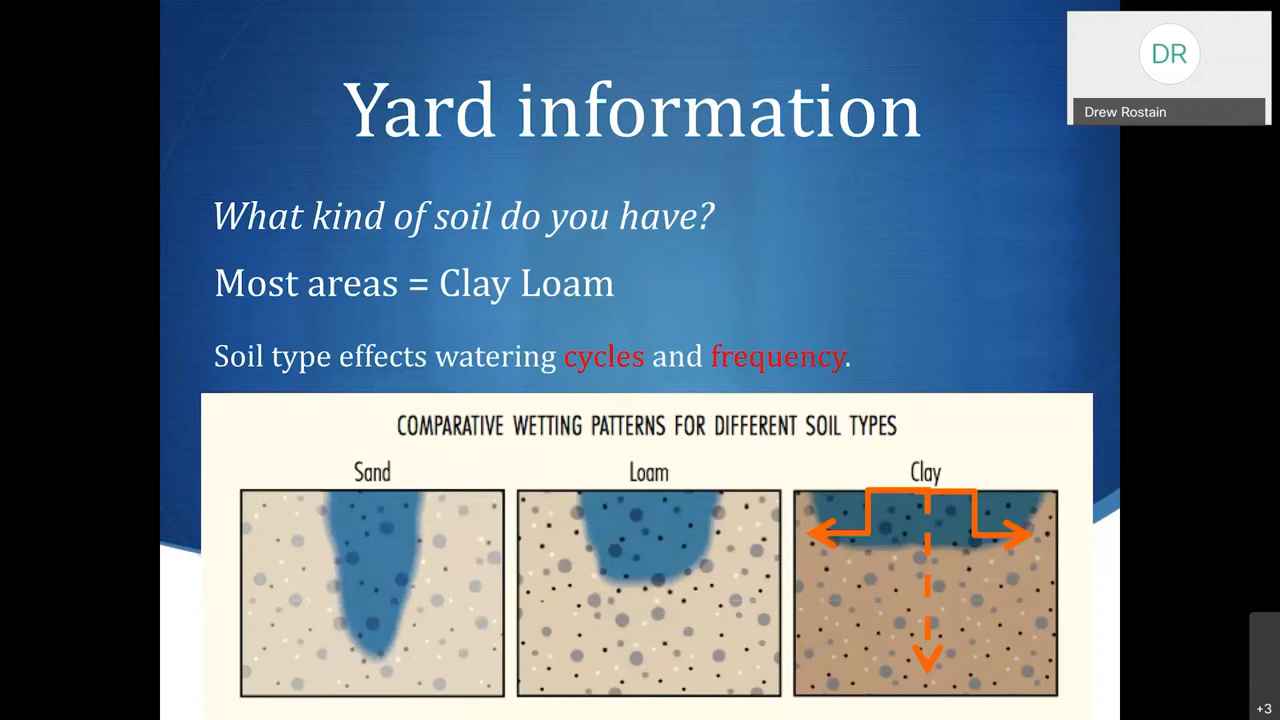 Yard information
DR
Drew Rostain
What kind of soil do you have?
Most areas = Clay Loam
Soil type effects watering cycles and frequency.
COMPARATIVE WETTING PATTERNS FOR DIFFERENT SOIL TYPES
Sand
Loam
Clay
+3